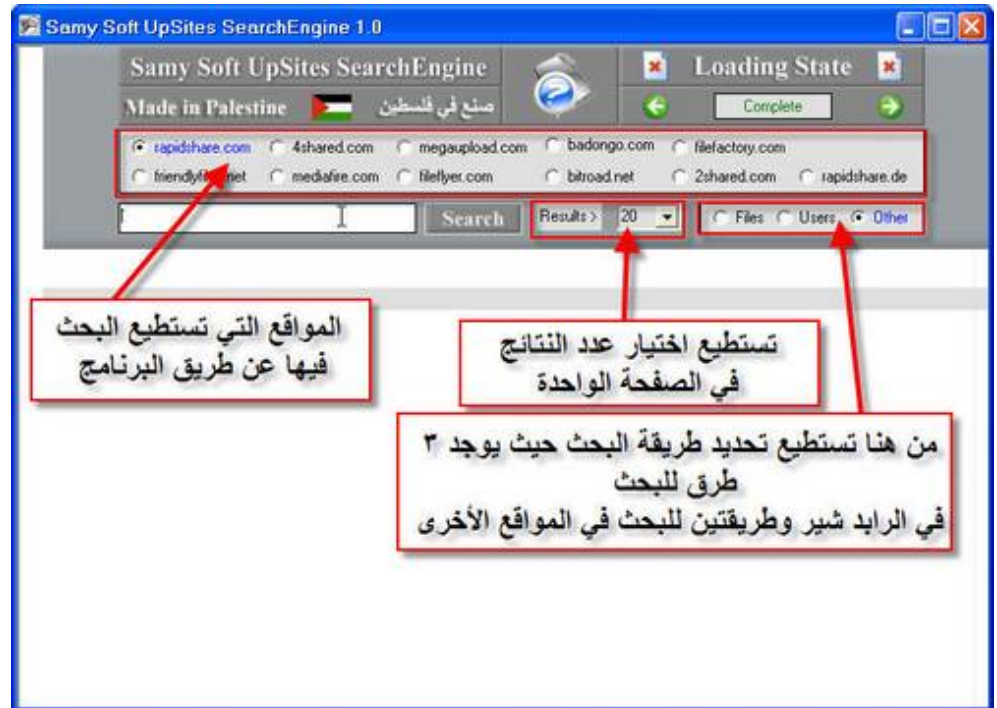 Samy Soft UpSites SearchEngine 1.0
Samy Soft UpSites SearchEngine
Loading State
Made in Palestine
صنع في فلسطين
Complete
rapidshare.com 4shared.com megaupload.com badongo.com filefactory.com
mediafire.com fileflyer.com bitroad.net 2shared.com rapidshare.de
Search Results > 20 Files Users Other
المواقع التي تستطيع البحث
فيها عن طريق البرنامج
تستطيع اختيار عدد النتائج
في الصفحة الواحدة
من هنا تستطيع تحديد طريقة البحث حيث يوجد ٣
طرق للبحث
في الرابد شير وطريقتين للبحث في المواقع الأخرى